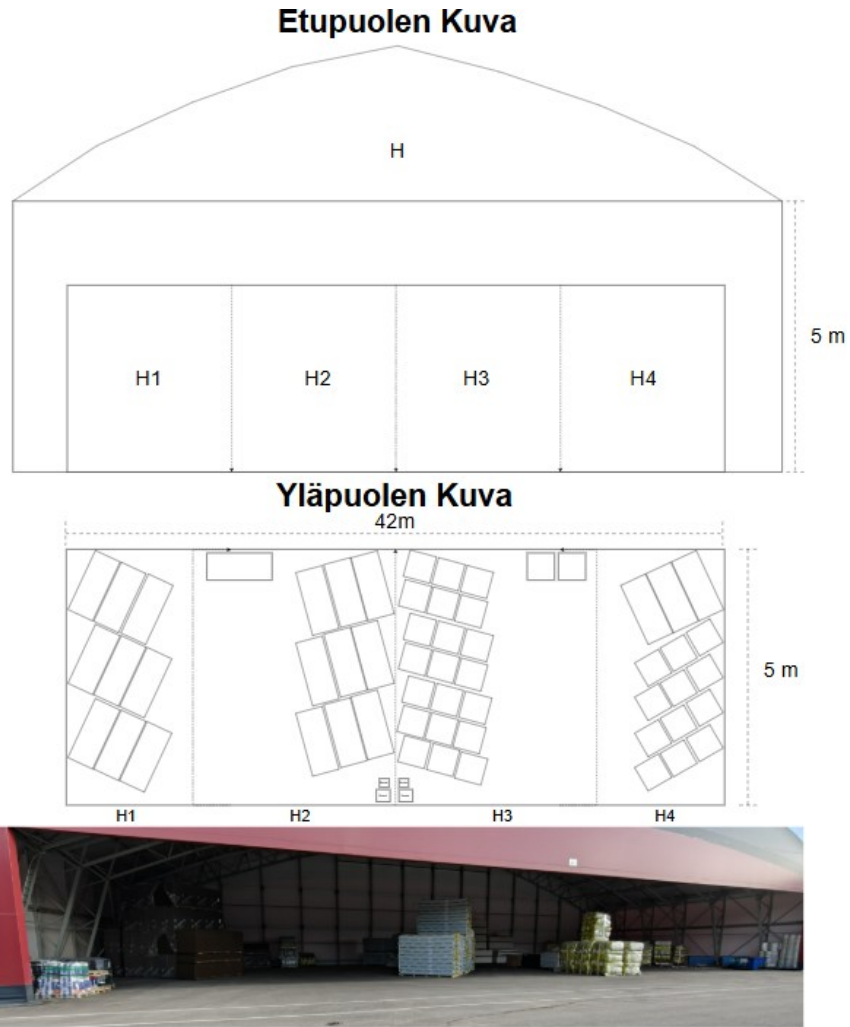 Etupuolen Kuva
H
5 m
H1 H2 H3 H4
Yläpuolen Kuva
42m
5 m
H1 H2 H3 H4